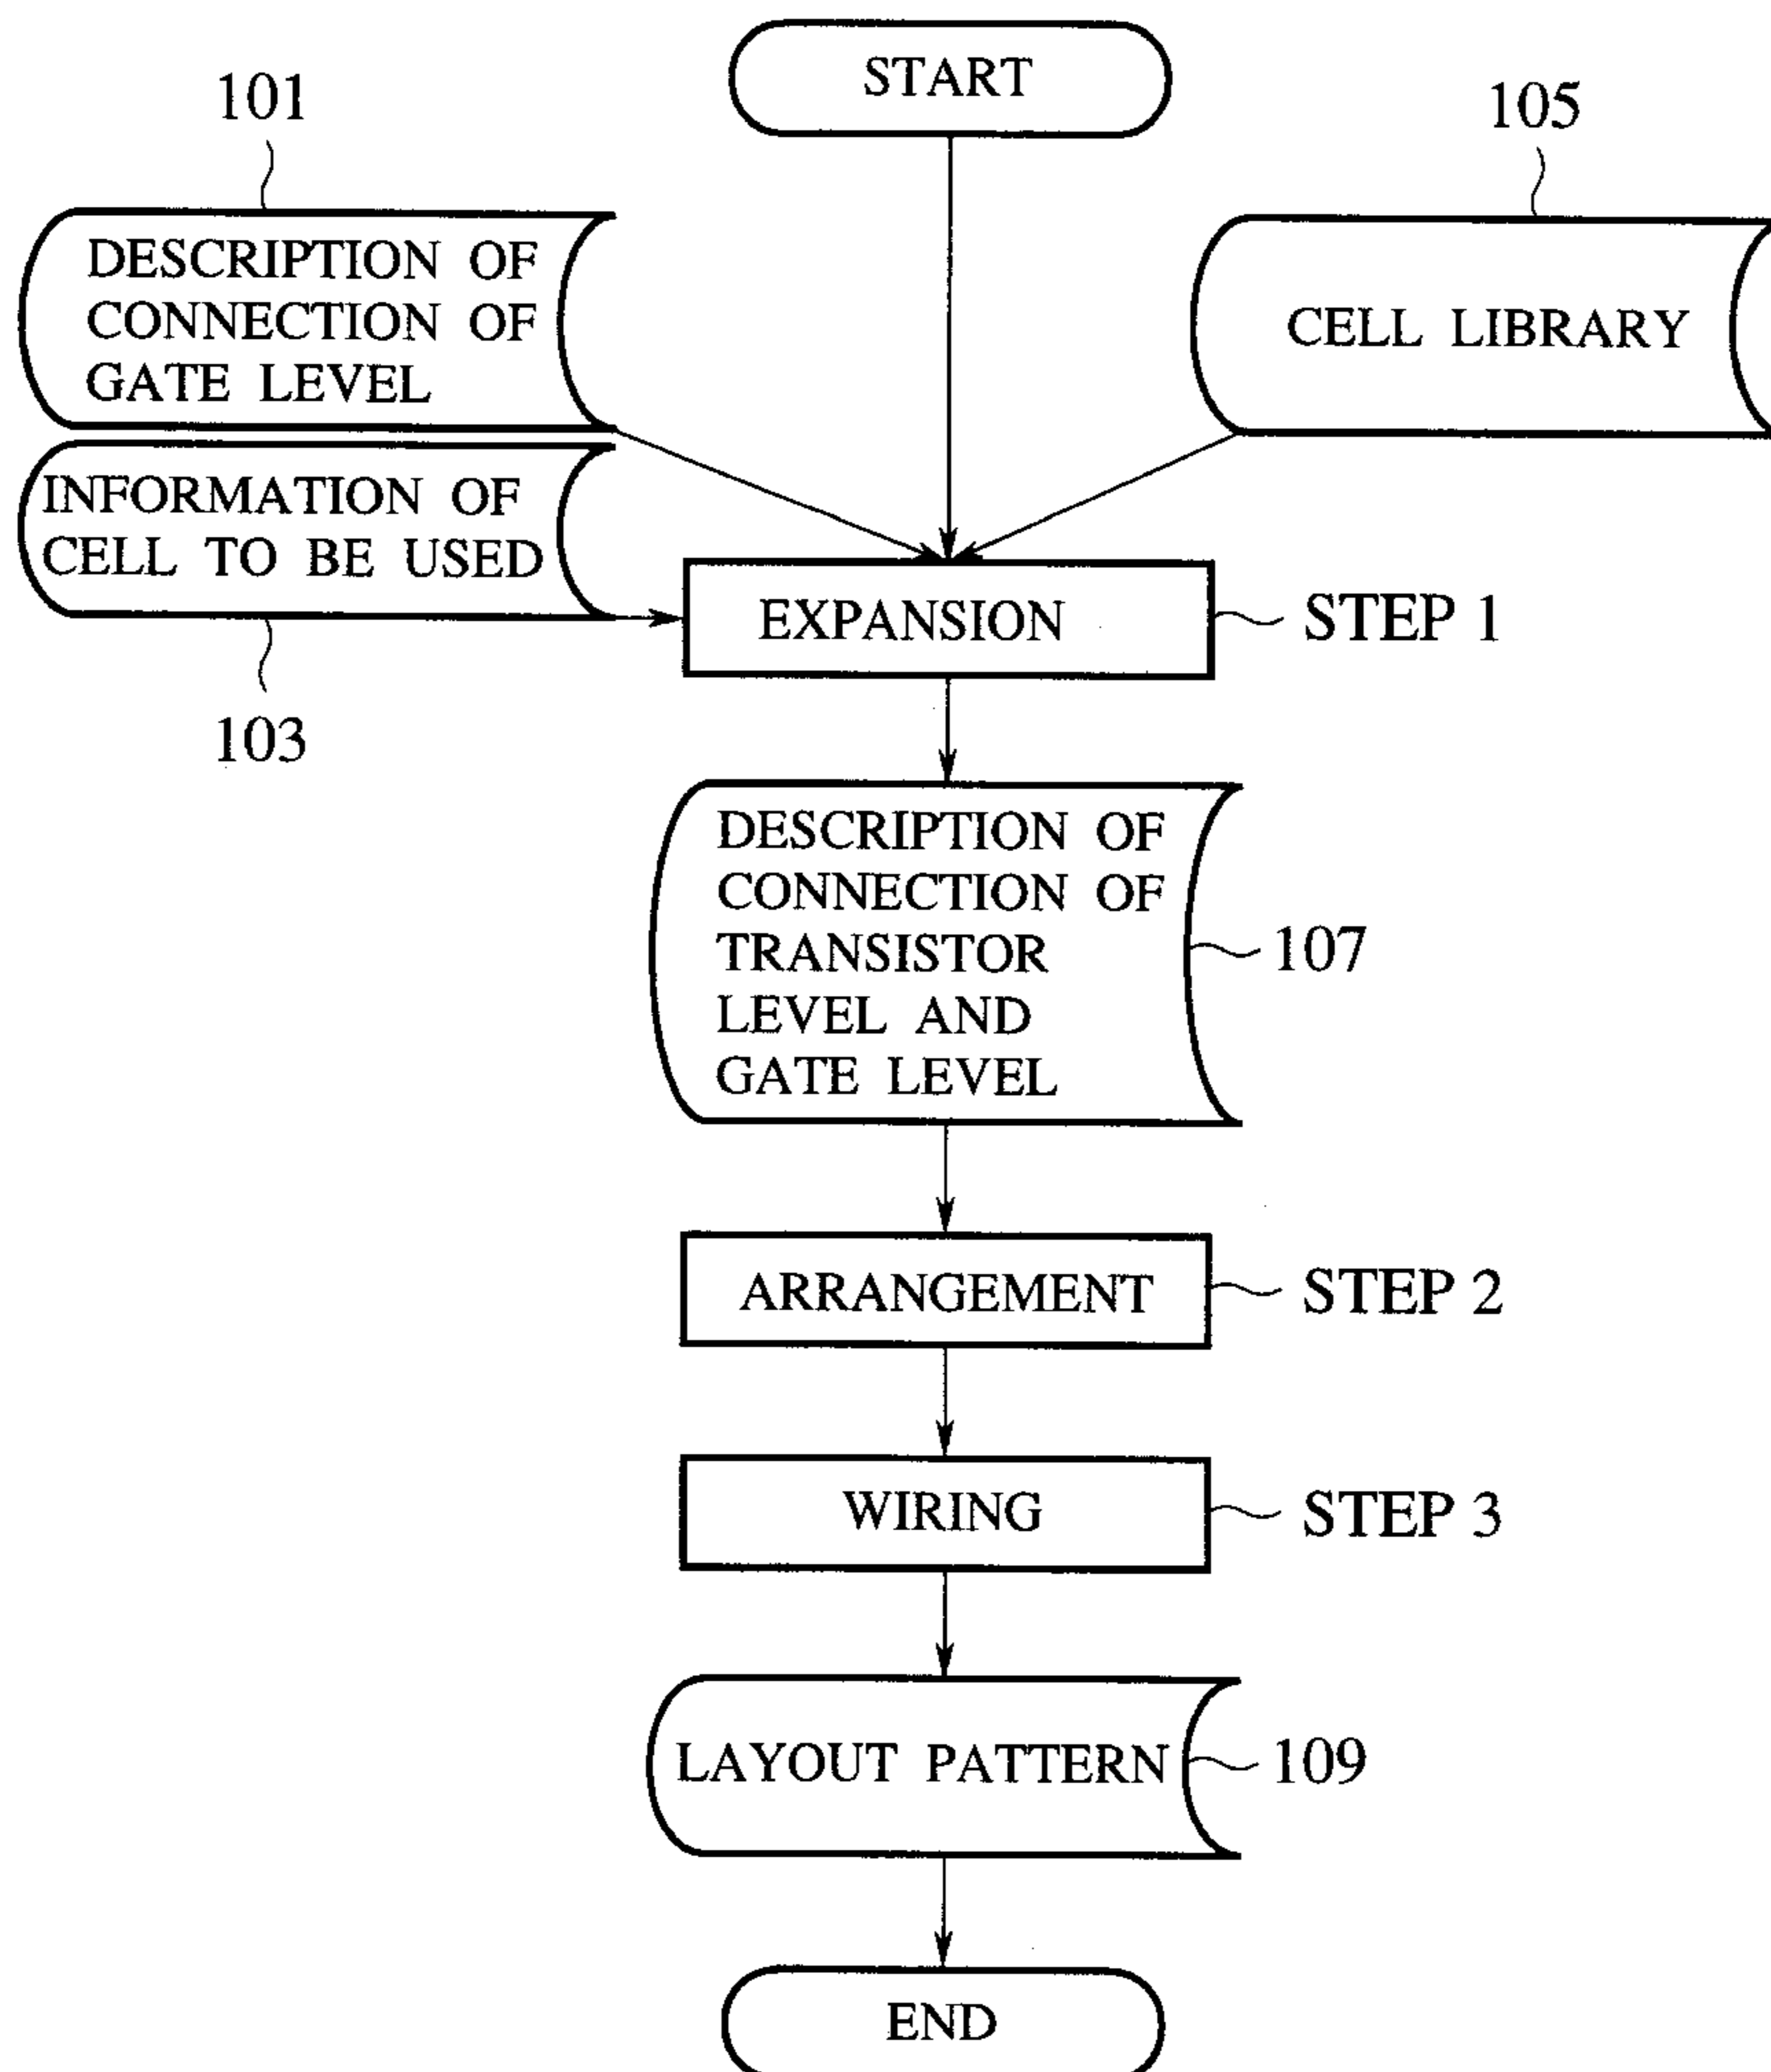 START
101
105
DESCRIPTION OF
CONNECTION OF
GATE LEVEL
CELL LIBRARY
INFORMATION OF
CELL TO BE USED
103
EXPANSION
STEP 1
DESCRIPTION OF
CONNECTION OF
TRANSISTOR
LEVEL AND
GATE LEVEL
107
ARRANGEMENT
STEP 2
WIRING
STEP 3
LAYOUT PATTERN
109
END